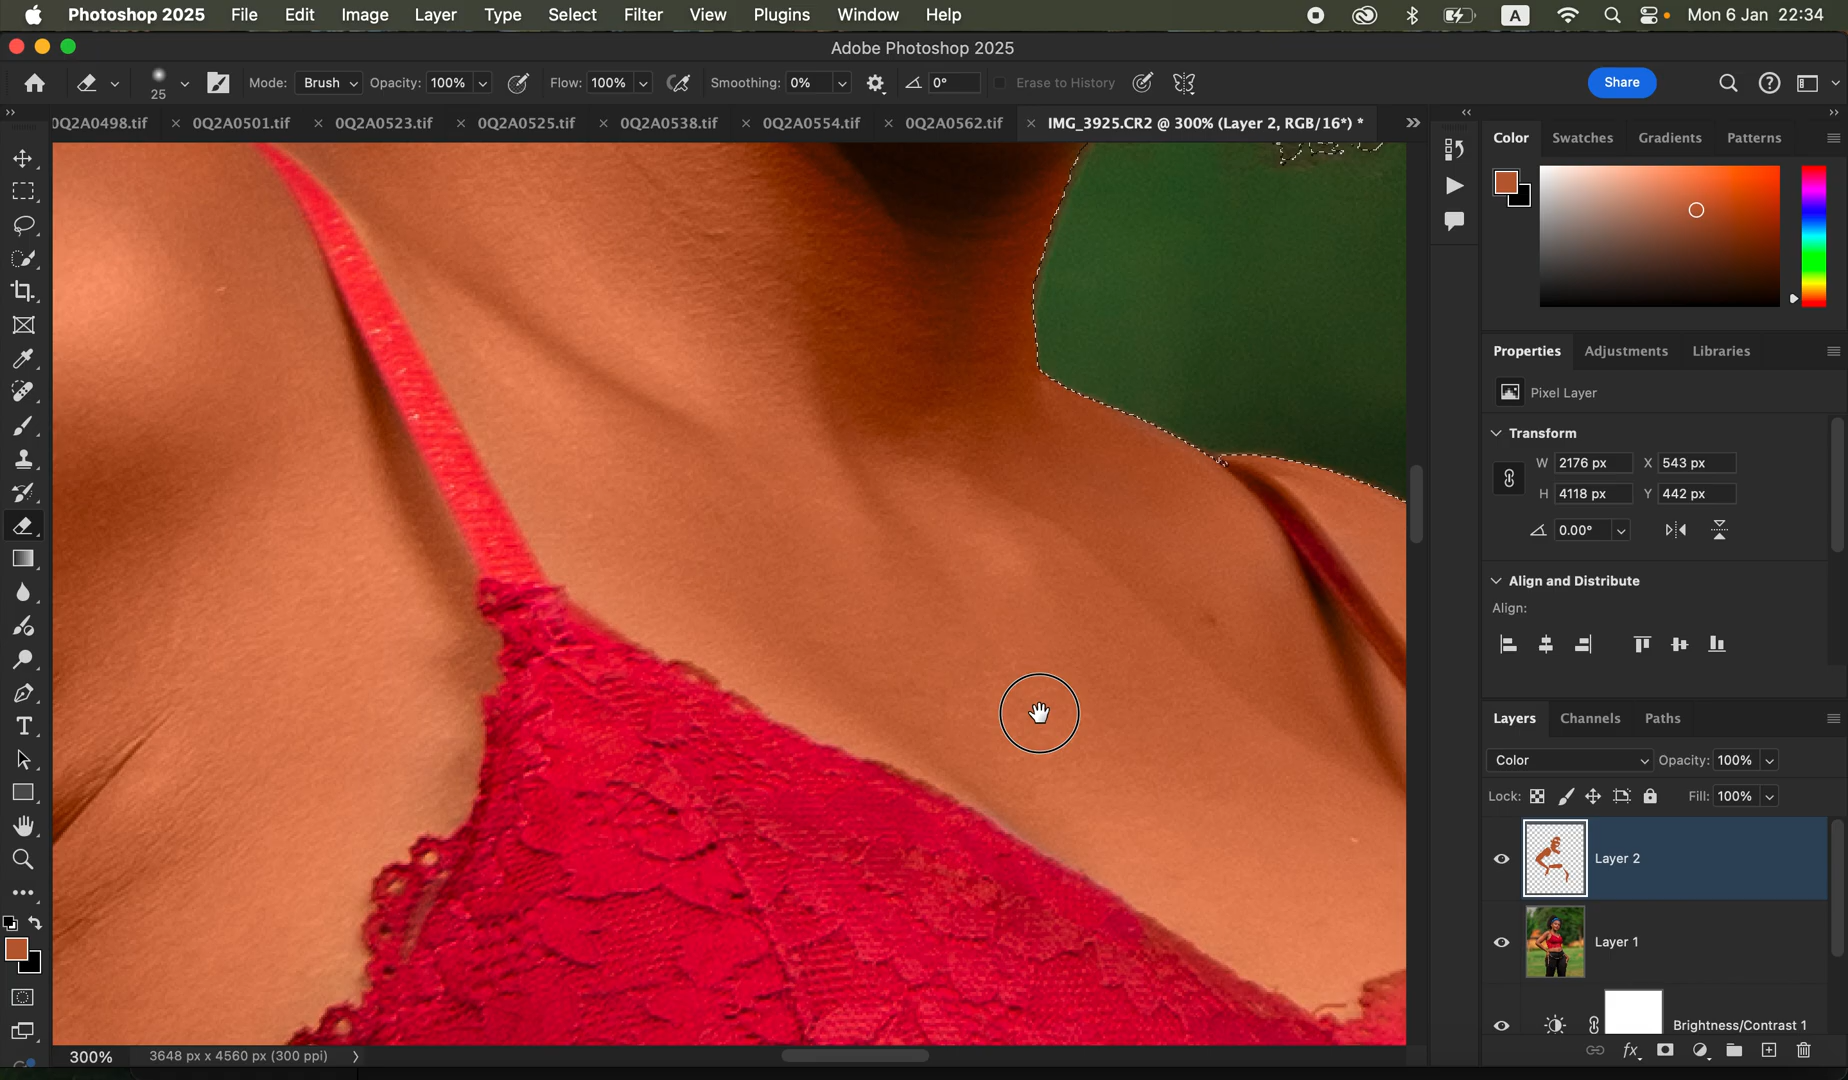 Photoshop 2025 File Edit Image Layer Type Select Filter View Plugins Window Help A Mon 6 Jan 22:34
Adobe Photoshop 2025
25 Mode: Brush Opacity: 100% Flow: 100% Smoothing: 0% 0° Erase to History Share
0Q2A0498.tif 0Q2A0501.tif 0Q2A0523.tif 0Q2A0525.tif 0Q2A0538.tif 0Q2A0554.tif 0Q2A0562.tif IMG_3925.CR2 @ 300% (Layer 2, RGB/16*) *
Color Swatches Gradients Patterns
Properties Adjustments Libraries
Pixel Layer
Transform
W 2176 px X 543 px
H 4118 px Y 442 px
0.00°
Align and Distribute
Align:
Layers Channels Paths
Color Opacity: 100%
Lock: Fill: 100%
Layer 2
Layer 1
Brightness/Contrast 1
fx
T
300% 3648 px x 4560 px (300 ppi)